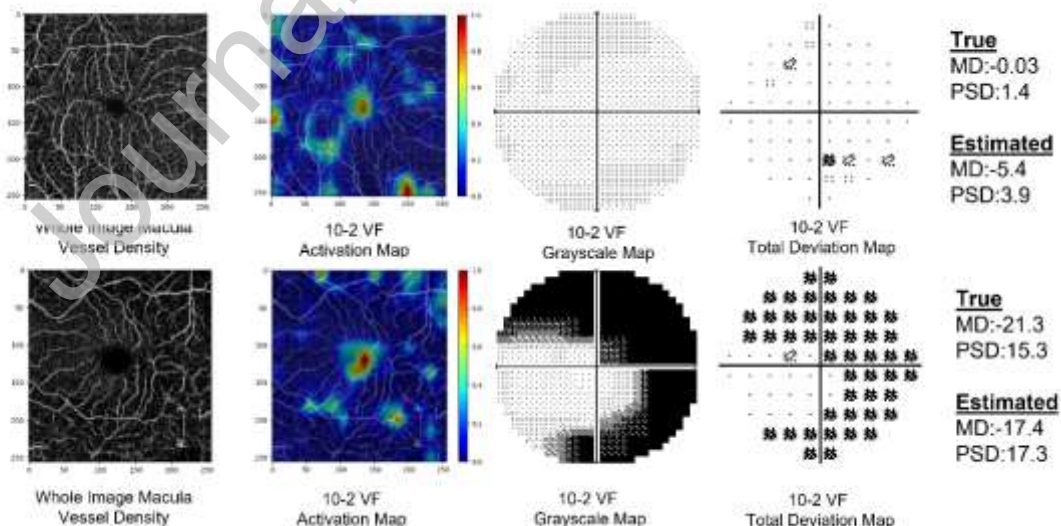 Journal
True
MD:-0.03
PSD:1.4
Estimated
MD:-5.4
PSD:3.9
Whole Image Macula
Vessel Density
10-2 VF
Activation Map
10-2 VF
Grayscale Map
10-2 VF
Total Deviation Map
True
MD:-21.3
PSD:15.3
Estimated
MD:-17.4
PSD:17.3
Whole Image Macula
Vessel Density
10-2 VF
Activation Map
10-2 VF
Grayscale Map
10-2 VF
Total Deviation Map